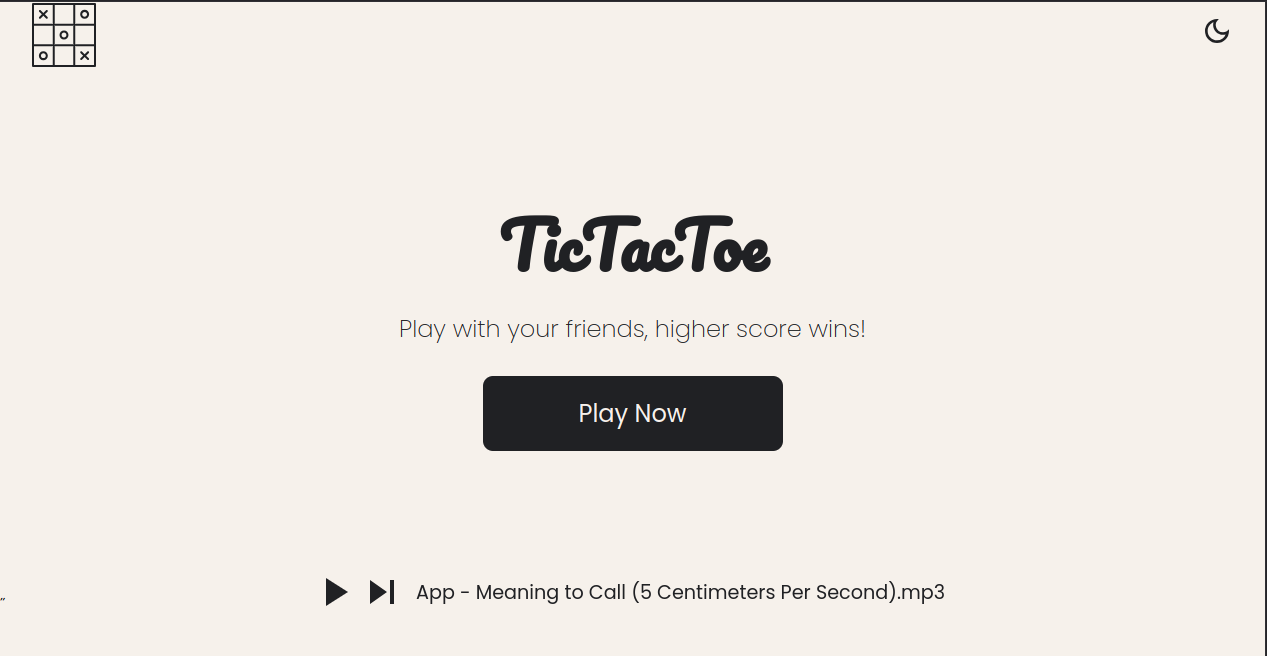 TicTacToe
Play with your friends, higher score wins!
Play Now
App - Meaning to Call (5 Centimeters Per Second).mp3